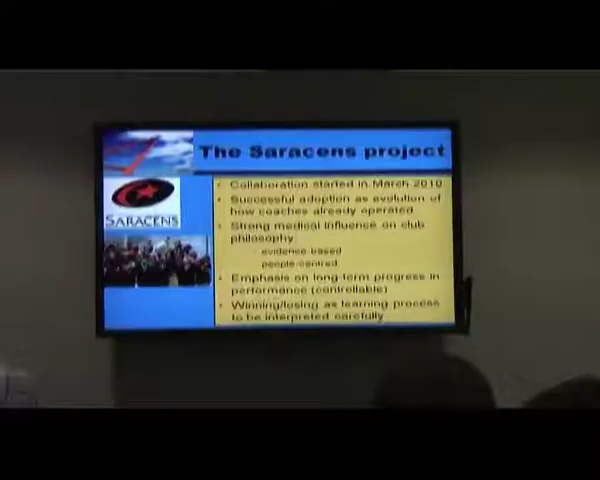 The Saracens project
SARACENS
• Collaboration started in March 2010
• Successful adoption as evolution of
how coaches already operated
• Strong medical influence on club
philosophy:
- evidence-based
- people-centred
• Emphasis on long-term progress in
performance (controllable)
• Winning/losing as learning process
to be interpreted carefully